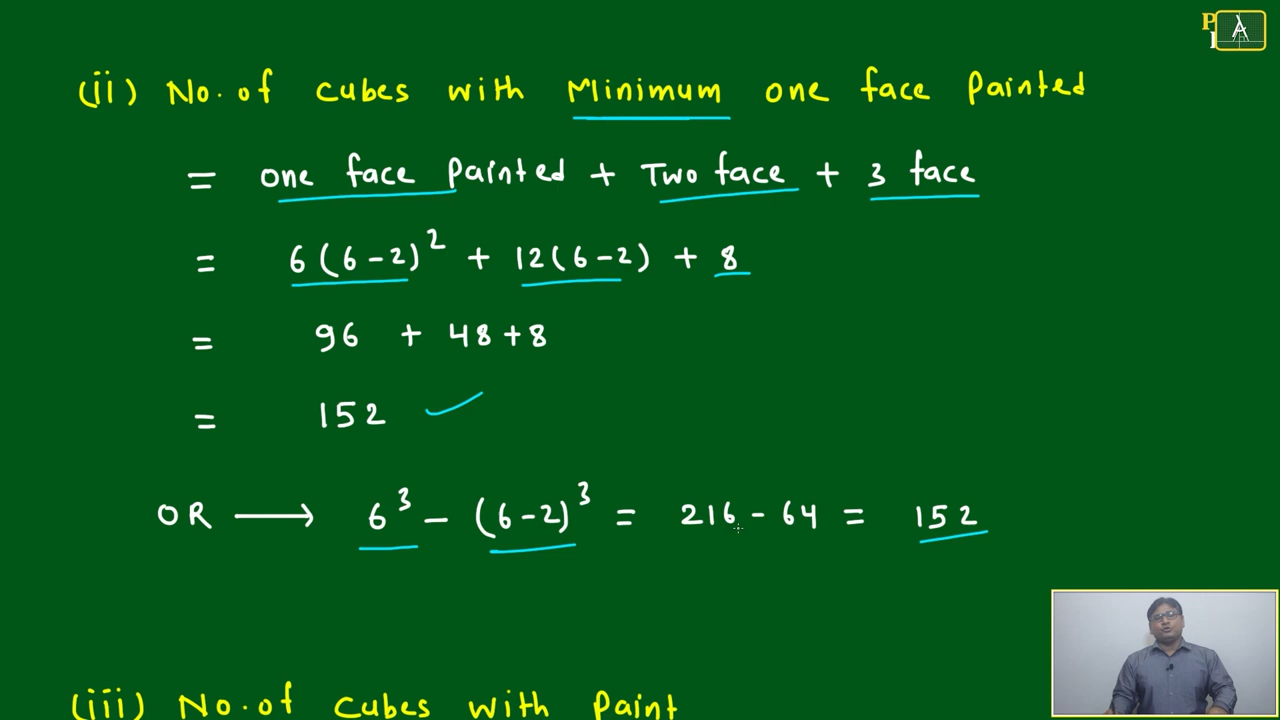 P
I A
(ii) No. of cubes with Minimum one face Painted
= one face Painted + Two face + 3 face
= 6(6-2)² + 12(6-2) + 8
= 96 + 48 + 8
= 152 ✓
OR ⟶ 6³ - (6-2)³ = 216 - 64 = 152
(iii) No. of cubes with Paint